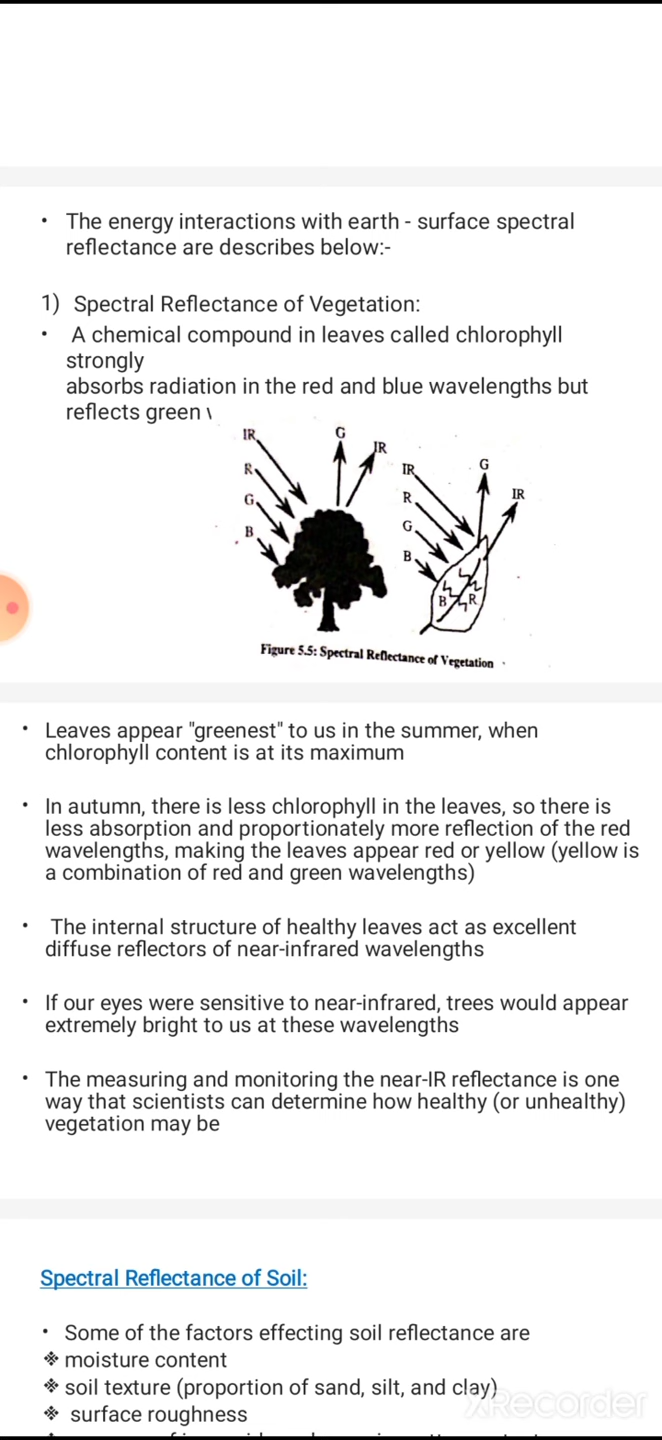 • The energy interactions with earth - surface spectral
reflectance are describes below:-
1) Spectral Reflectance of Vegetation:
• A chemical compound in leaves called chlorophyll
strongly
absorbs radiation in the red and blue wavelengths but
reflects green
IR
R
G
B
G
IR
IR
R
G
B
G
IR
B
R
Figure 5.5: Spectral Reflectance of Vegetation
• Leaves appear "greenest" to us in the summer, when
chlorophyll content is at its maximum
• In autumn, there is less chlorophyll in the leaves, so there is
less absorption and proportionately more reflection of the red
wavelengths, making the leaves appear red or yellow (yellow is
a combination of red and green wavelengths)
• The internal structure of healthy leaves act as excellent
diffuse reflectors of near-infrared wavelengths
• If our eyes were sensitive to near-infrared, trees would appear
extremely bright to us at these wavelengths
• The measuring and monitoring the near-IR reflectance is one
way that scientists can determine how healthy (or unhealthy)
vegetation may be
Spectral Reflectance of Soil:
• Some of the factors effecting soil reflectance are
❖ moisture content
❖ soil texture (proportion of sand, silt, and clay)
❖ surface roughness
XRecorder